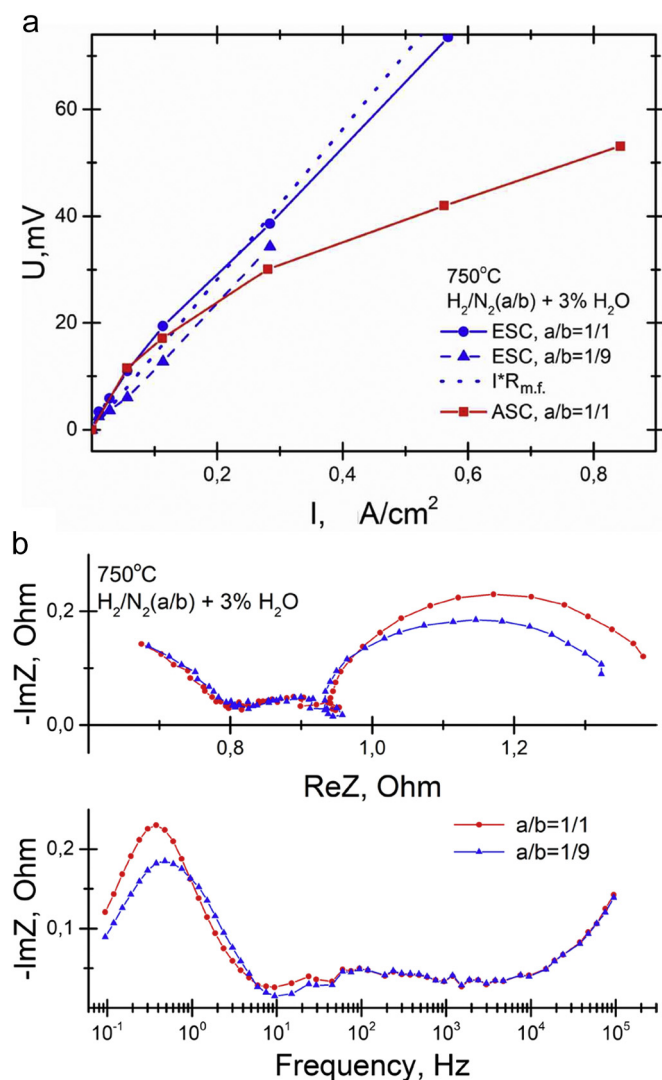 a
U,mV
60
40
20
0
750°C
H₂/N₂(a/b) + 3% H₂O
ESC, a/b=1/1
ESC, a/b=1/9
I*Rm.f.
ASC, a/b=1/1
0,2 0,4 0,6 0,8
I, A/cm²
b
750°C
H₂/N₂(a/b) + 3% H₂O
-ImZ, Ohm
0,2
0,0
0,8 1,0 1,2
ReZ, Ohm
a/b=1/1
a/b=1/9
-ImZ, Ohm
0,2
0,1
10⁻¹ 10⁰ 10¹ 10² 10³ 10⁴ 10⁵
Frequency, Hz